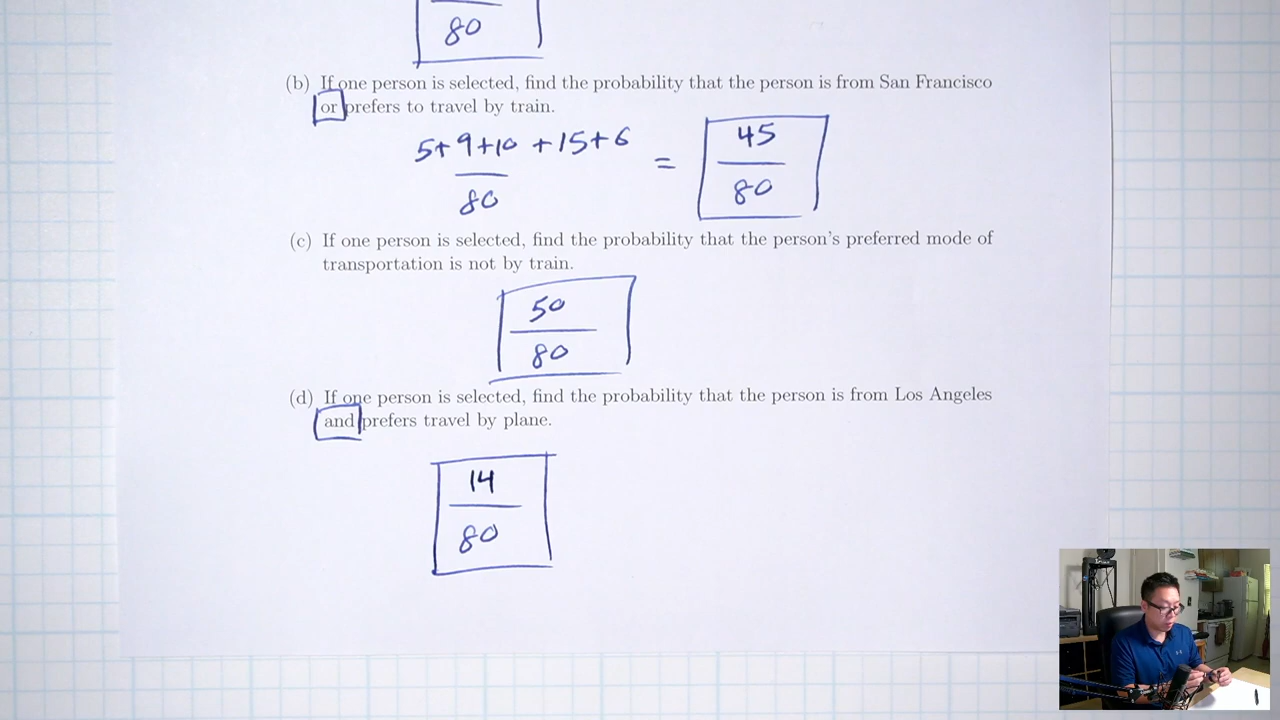 80
(b) If one person is selected, find the probability that the person is from San Francisco
or prefers to travel by train.
5+9+10+15+6
80
=
45
80
(c) If one person is selected, find the probability that the person's preferred mode of
transportation is not by train.
50
80
(d) If one person is selected, find the probability that the person is from Los Angeles
and prefers travel by plane.
14
80